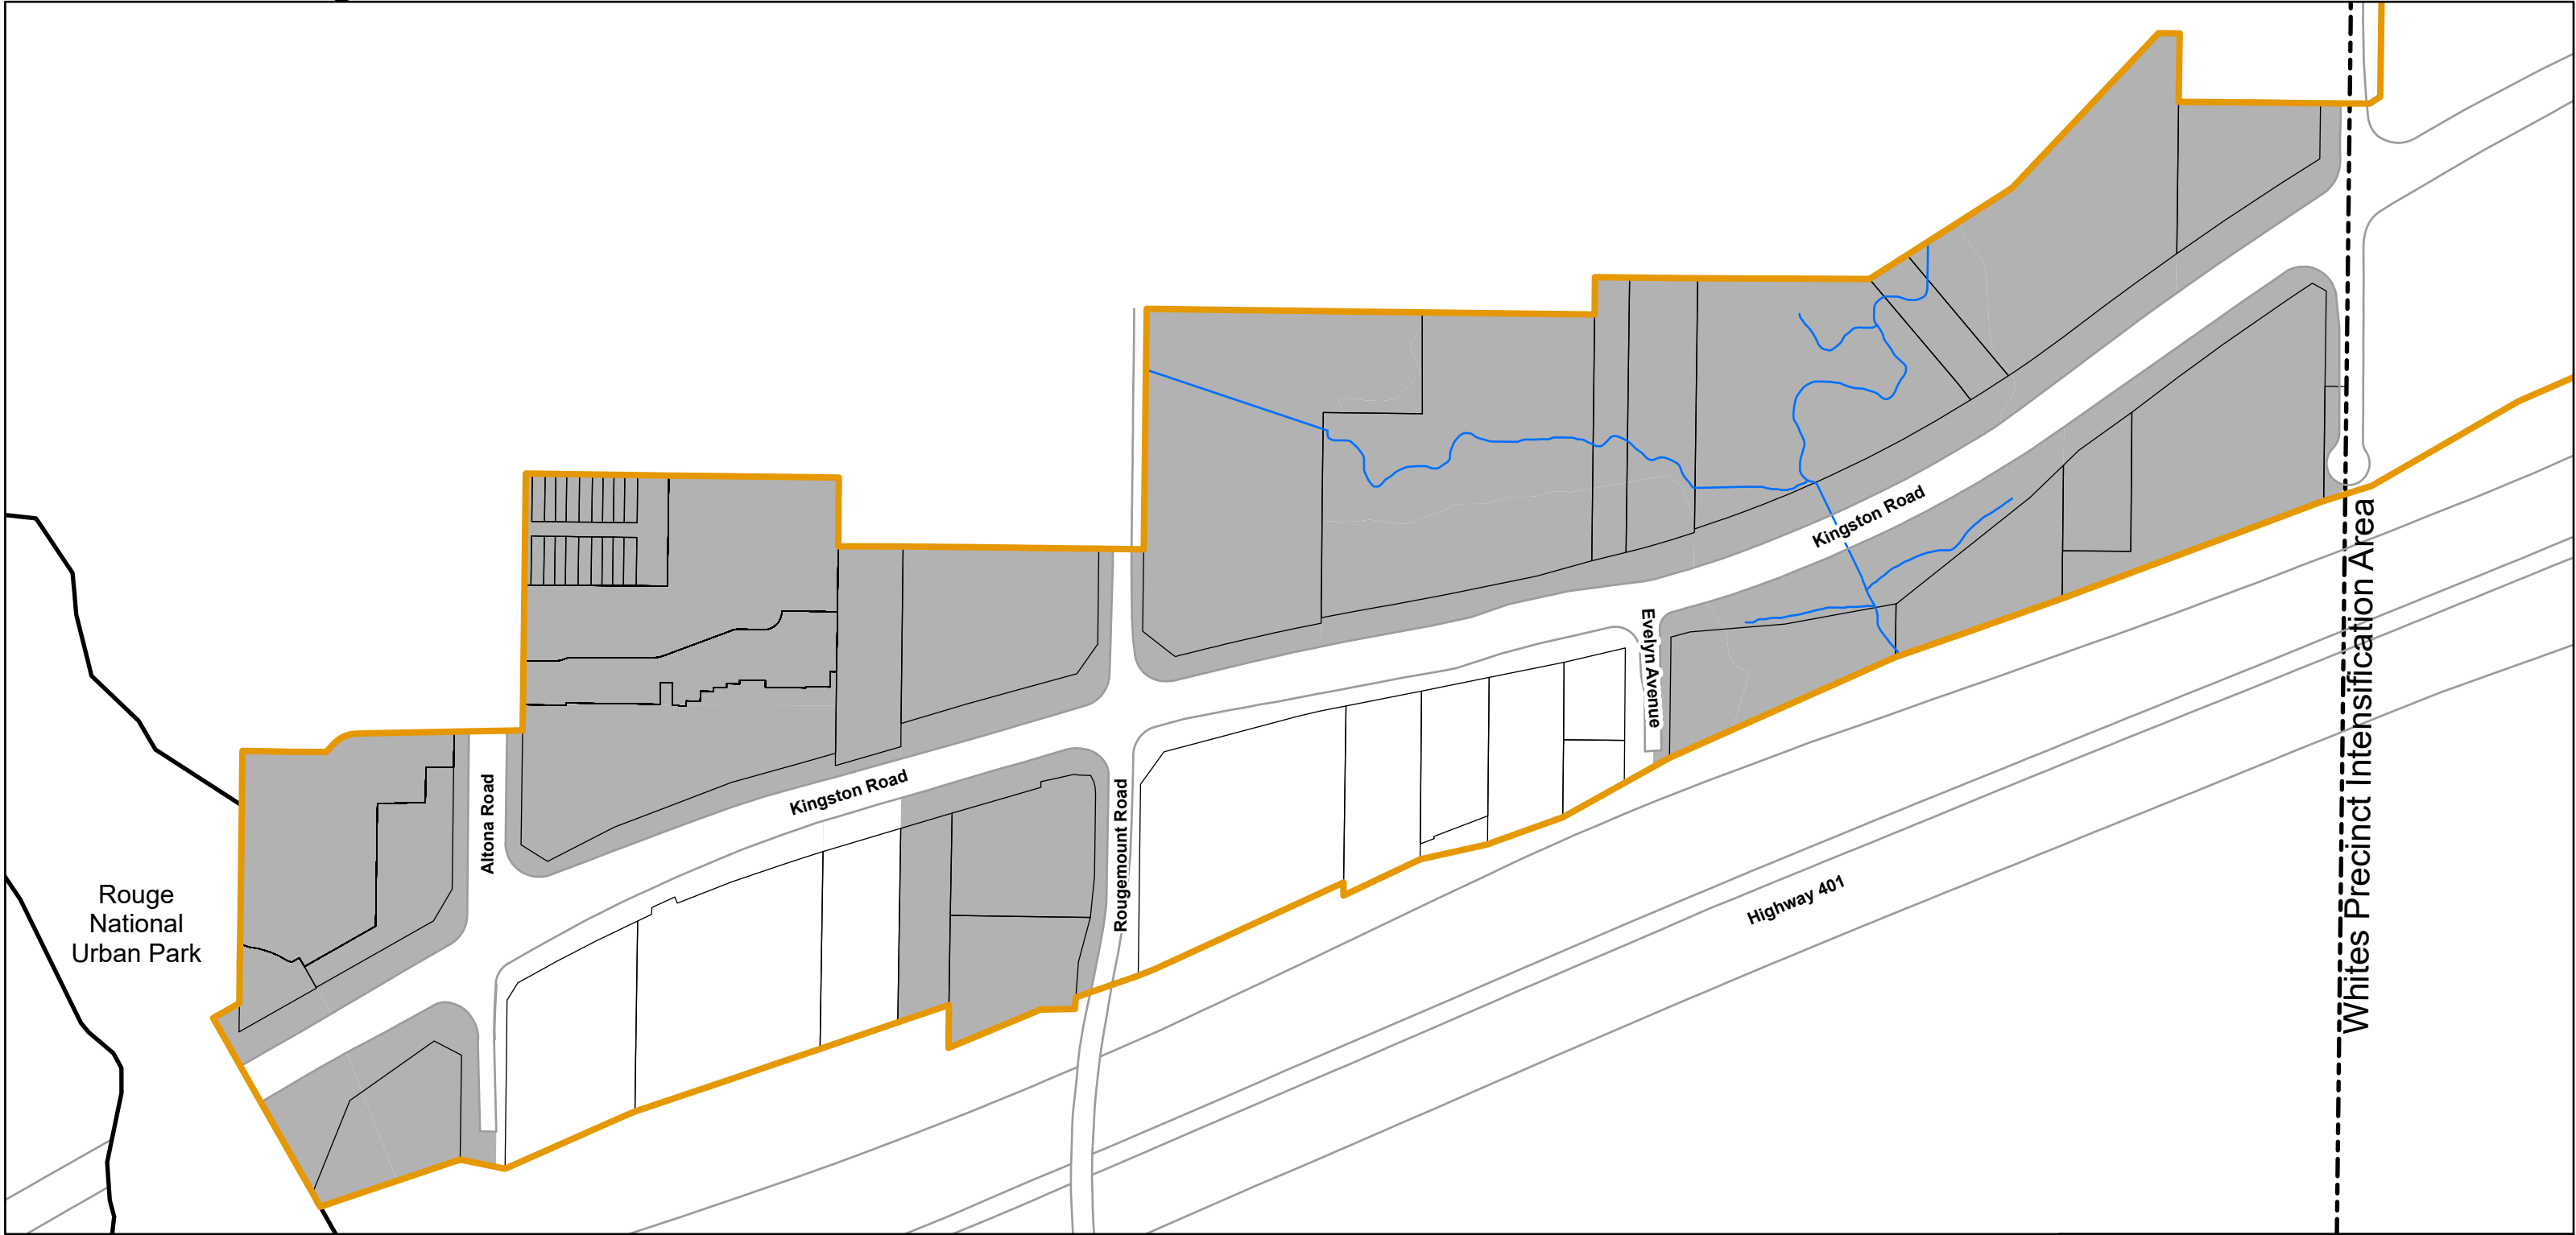 Kingston Road
Evelyn Avenue
Whites Precinct Intensification Area
Kingston Road
Altona Road
Rougemount Road
Rouge
National
Urban Park
Highway 401